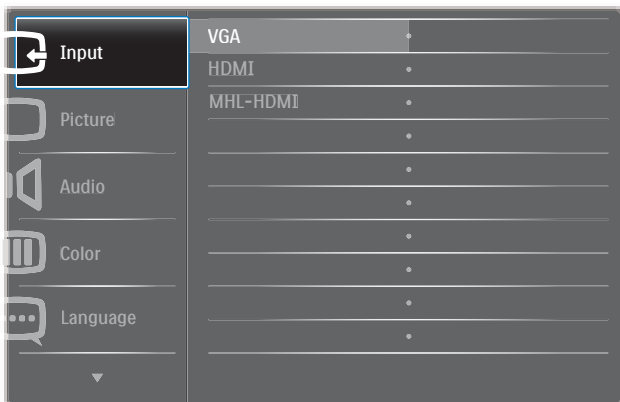 Input
Picture
Audio
Color
Language
VGA
HDMI
MHL-HDMI